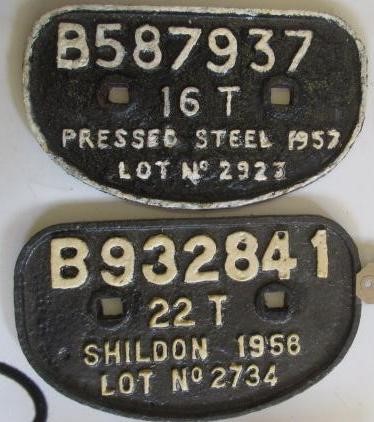 B587937
16 T
PRESSED STEEL 1957
LOT Nº 2923
B932841
22 T
SHILDON 1958
LOT Nº 2734